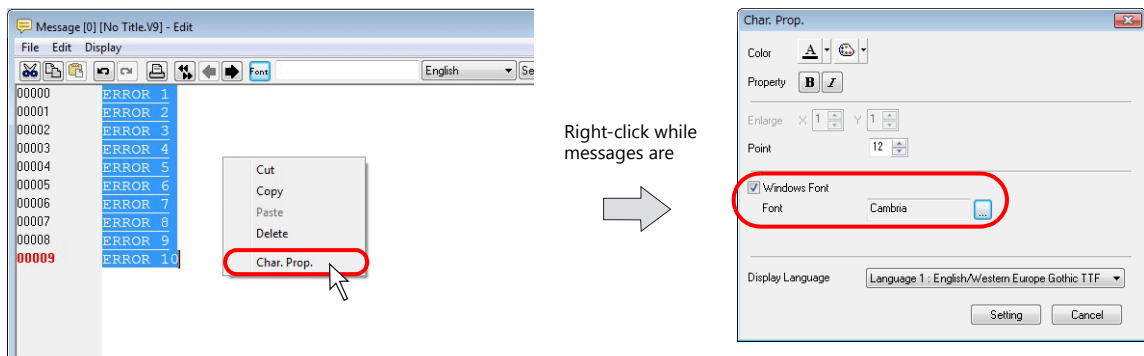 Message [0] [No Title.V9] - Edit
File Edit Display
Font English Se
00000 ERROR 1
00001 ERROR 2
00002 ERROR 3
00003 ERROR 4
00004 ERROR 5
00005 ERROR 6
00006 ERROR 7
00007 ERROR 8
00008 ERROR 9
00009 ERROR 10
Cut
Copy
Paste
Delete
Char. Prop.
Right-click while
messages are
Char. Prop.
Color A
Property B I
Enlarge X 1 Y 1
Point 12
Windows Font
Font Cambria ...
Display Language Language 1 : English/Western Europe Gothic TTF
Setting Cancel